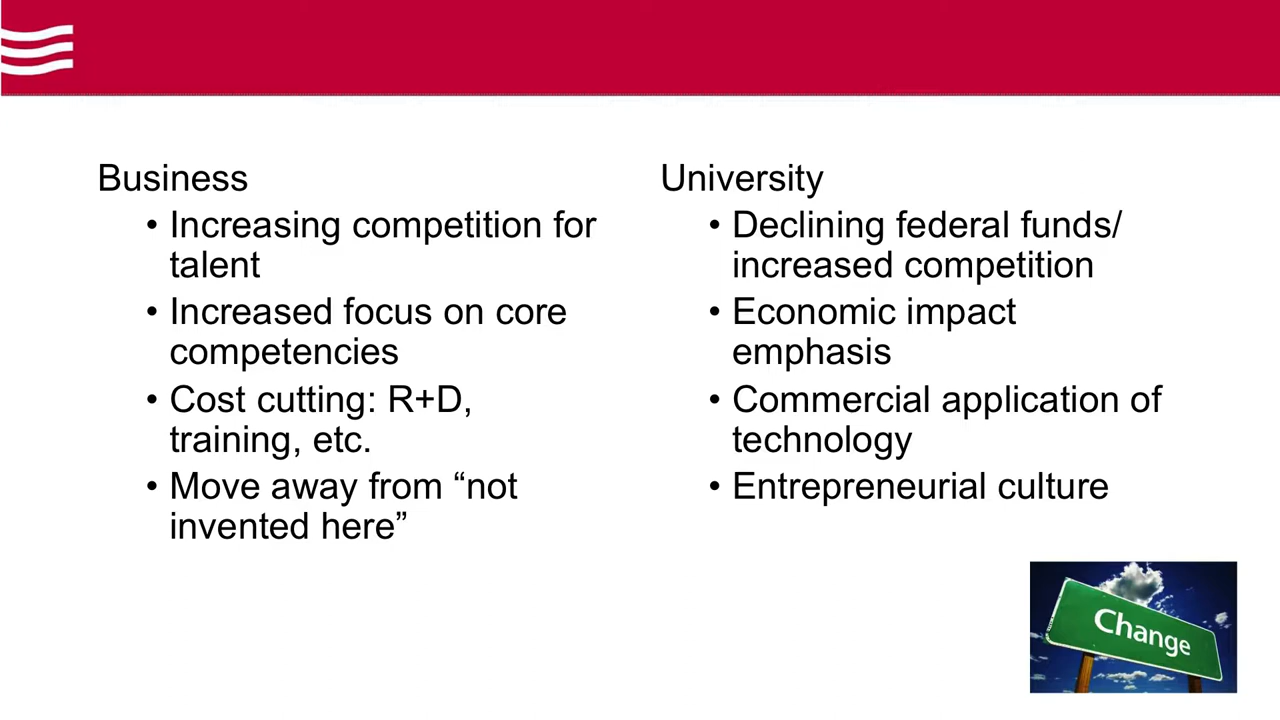 Business
• Increasing competition for
talent
• Increased focus on core
competencies
• Cost cutting: R+D,
training, etc.
• Move away from “not
invented here”
University
• Declining federal funds/
increased competition
• Economic impact
emphasis
• Commercial application of
technology
• Entrepreneurial culture
Change